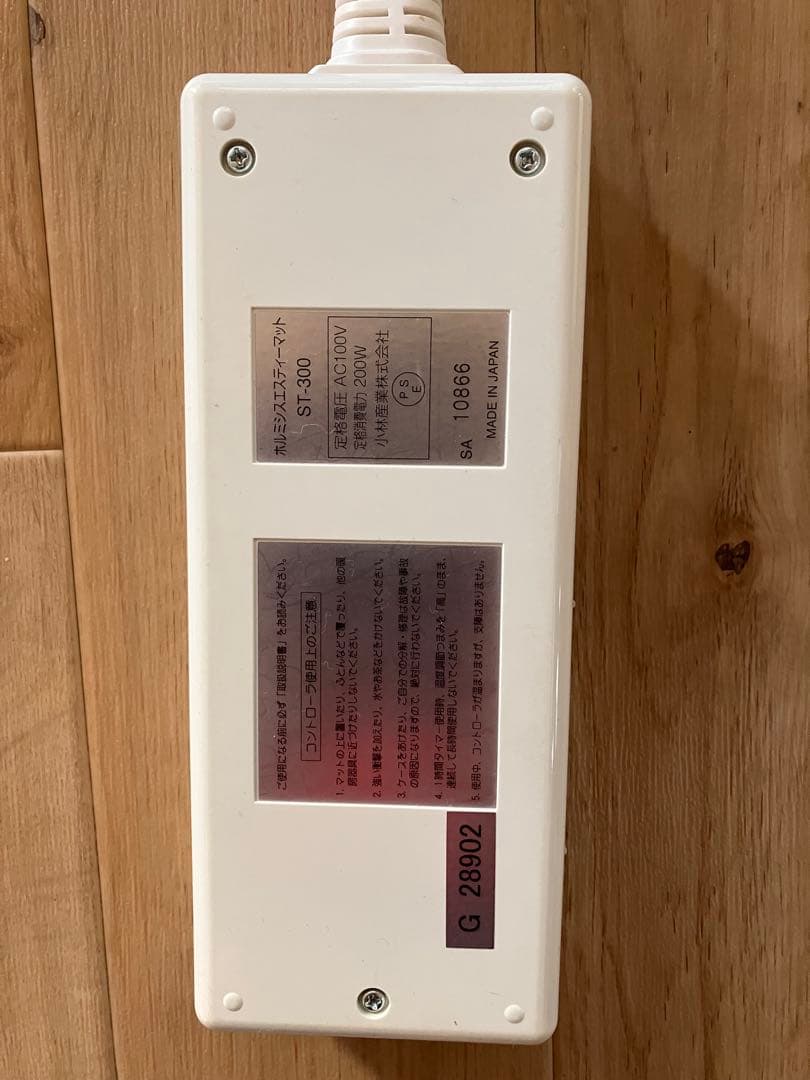 ホルミシスエスティーマット
ST-300
定格電圧 AC100V
定格消費電力 200W
小林産業株式会社
PSE
SA 10866
MADE IN JAPAN
ご使用になる前に必ず「取扱説明書」をお読みください。
コントローラ使用上のご注意
1. マットの上に置いたり、ふとんなどで覆ったり、他の暖
房器具に近づけたりしないでください。
2. 強い衝撃を加えたり、水やお茶などをかけないでください。
3. ケースをあけたり、ご自分での分解・修理は故障や事故
の原因になりますので、絶対に行わないでください。
4. 1時間タイマー使用時、温度調節つまみを「高」のまま、
連続して長時間使用しないでください。
5. 使用中、コントローラが温まりますが、支障はありません。
G 28902